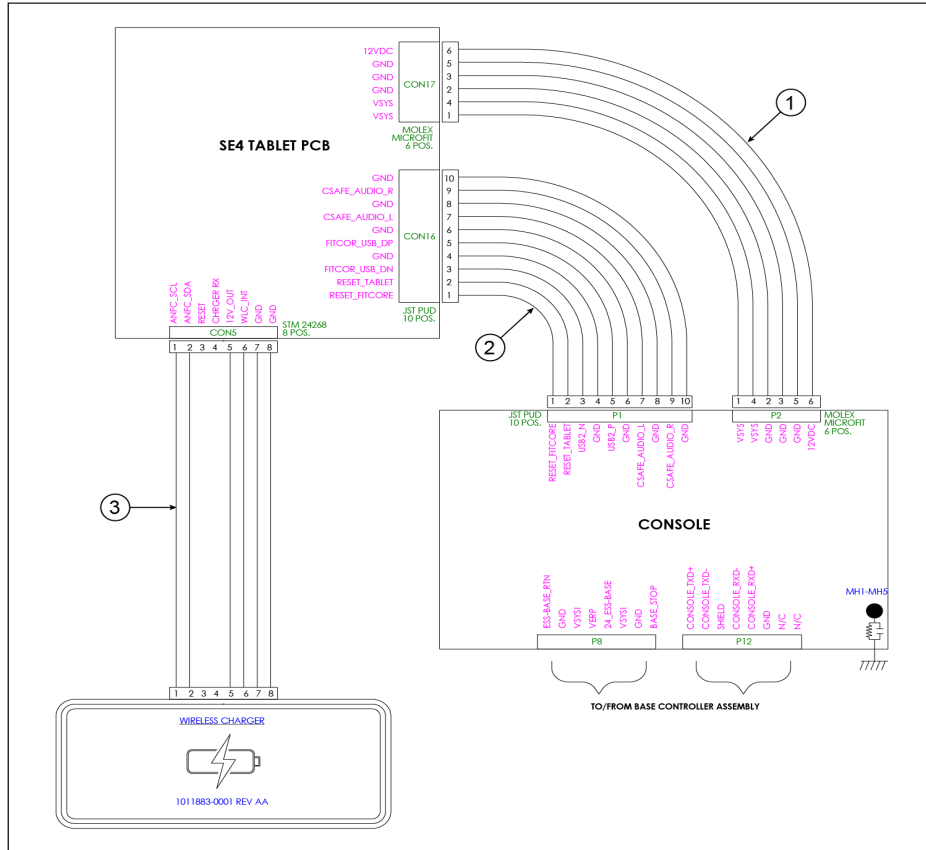 12VDC 6
GND 5
GND 3
GND 2
VSYS 4
VSYS 1
CON17
MOLEX
MICROFIT
6 POS.
1
SE4 TABLET PCB
GND 10
CSAFE_AUDIO_R 9
GND 8
CSAFE_AUDIO_L 7
GND 6
FITCOR_USB_DP 5
GND 4
FITCOR_USB_DN 3
RESET_TABLET 2
RESET_FITCORE 1
CON16
JST PUD
10 POS.
2
ANFC_SCL
ANFC_SDA
RESET
CHRGER RX
12V_OUT
WLC_INT
GND
GND
CON5
STM 24268
8 POS.
1 2 3 4 5 6 7 8
3
1 2 3 4 5 6 7 8
WIRELESS CHARGER
1011883-0001 REV AA
1 2 3 4 5 6 7 8 9 10
JST PUD
10 POS.
P1
RESET_FITCORE
RESET_TABLET
USB2_N
GND
USB2_P
GND
CSAFE_AUDIO_L
GND
CSAFE_AUDIO_R
GND
1 4 2 3 5 6
P2
MOLEX
MICROFIT
6 POS.
VSYS
VSYS
GND
GND
GND
12VDC
CONSOLE
ESS-BASE_RTN
GND
VSYSI
VERP
24_ESS-BASE
VSYSI
GND
BASE_STOP
P8
CONSOLE_TXD+
CONSOLE_TXD-
SHIELD
CONSOLE_RXD-
CONSOLE_RXD+
GND
N/C
N/C
P12
MH1-MH5
TO/FROM BASE CONTROLLER ASSEMBLY